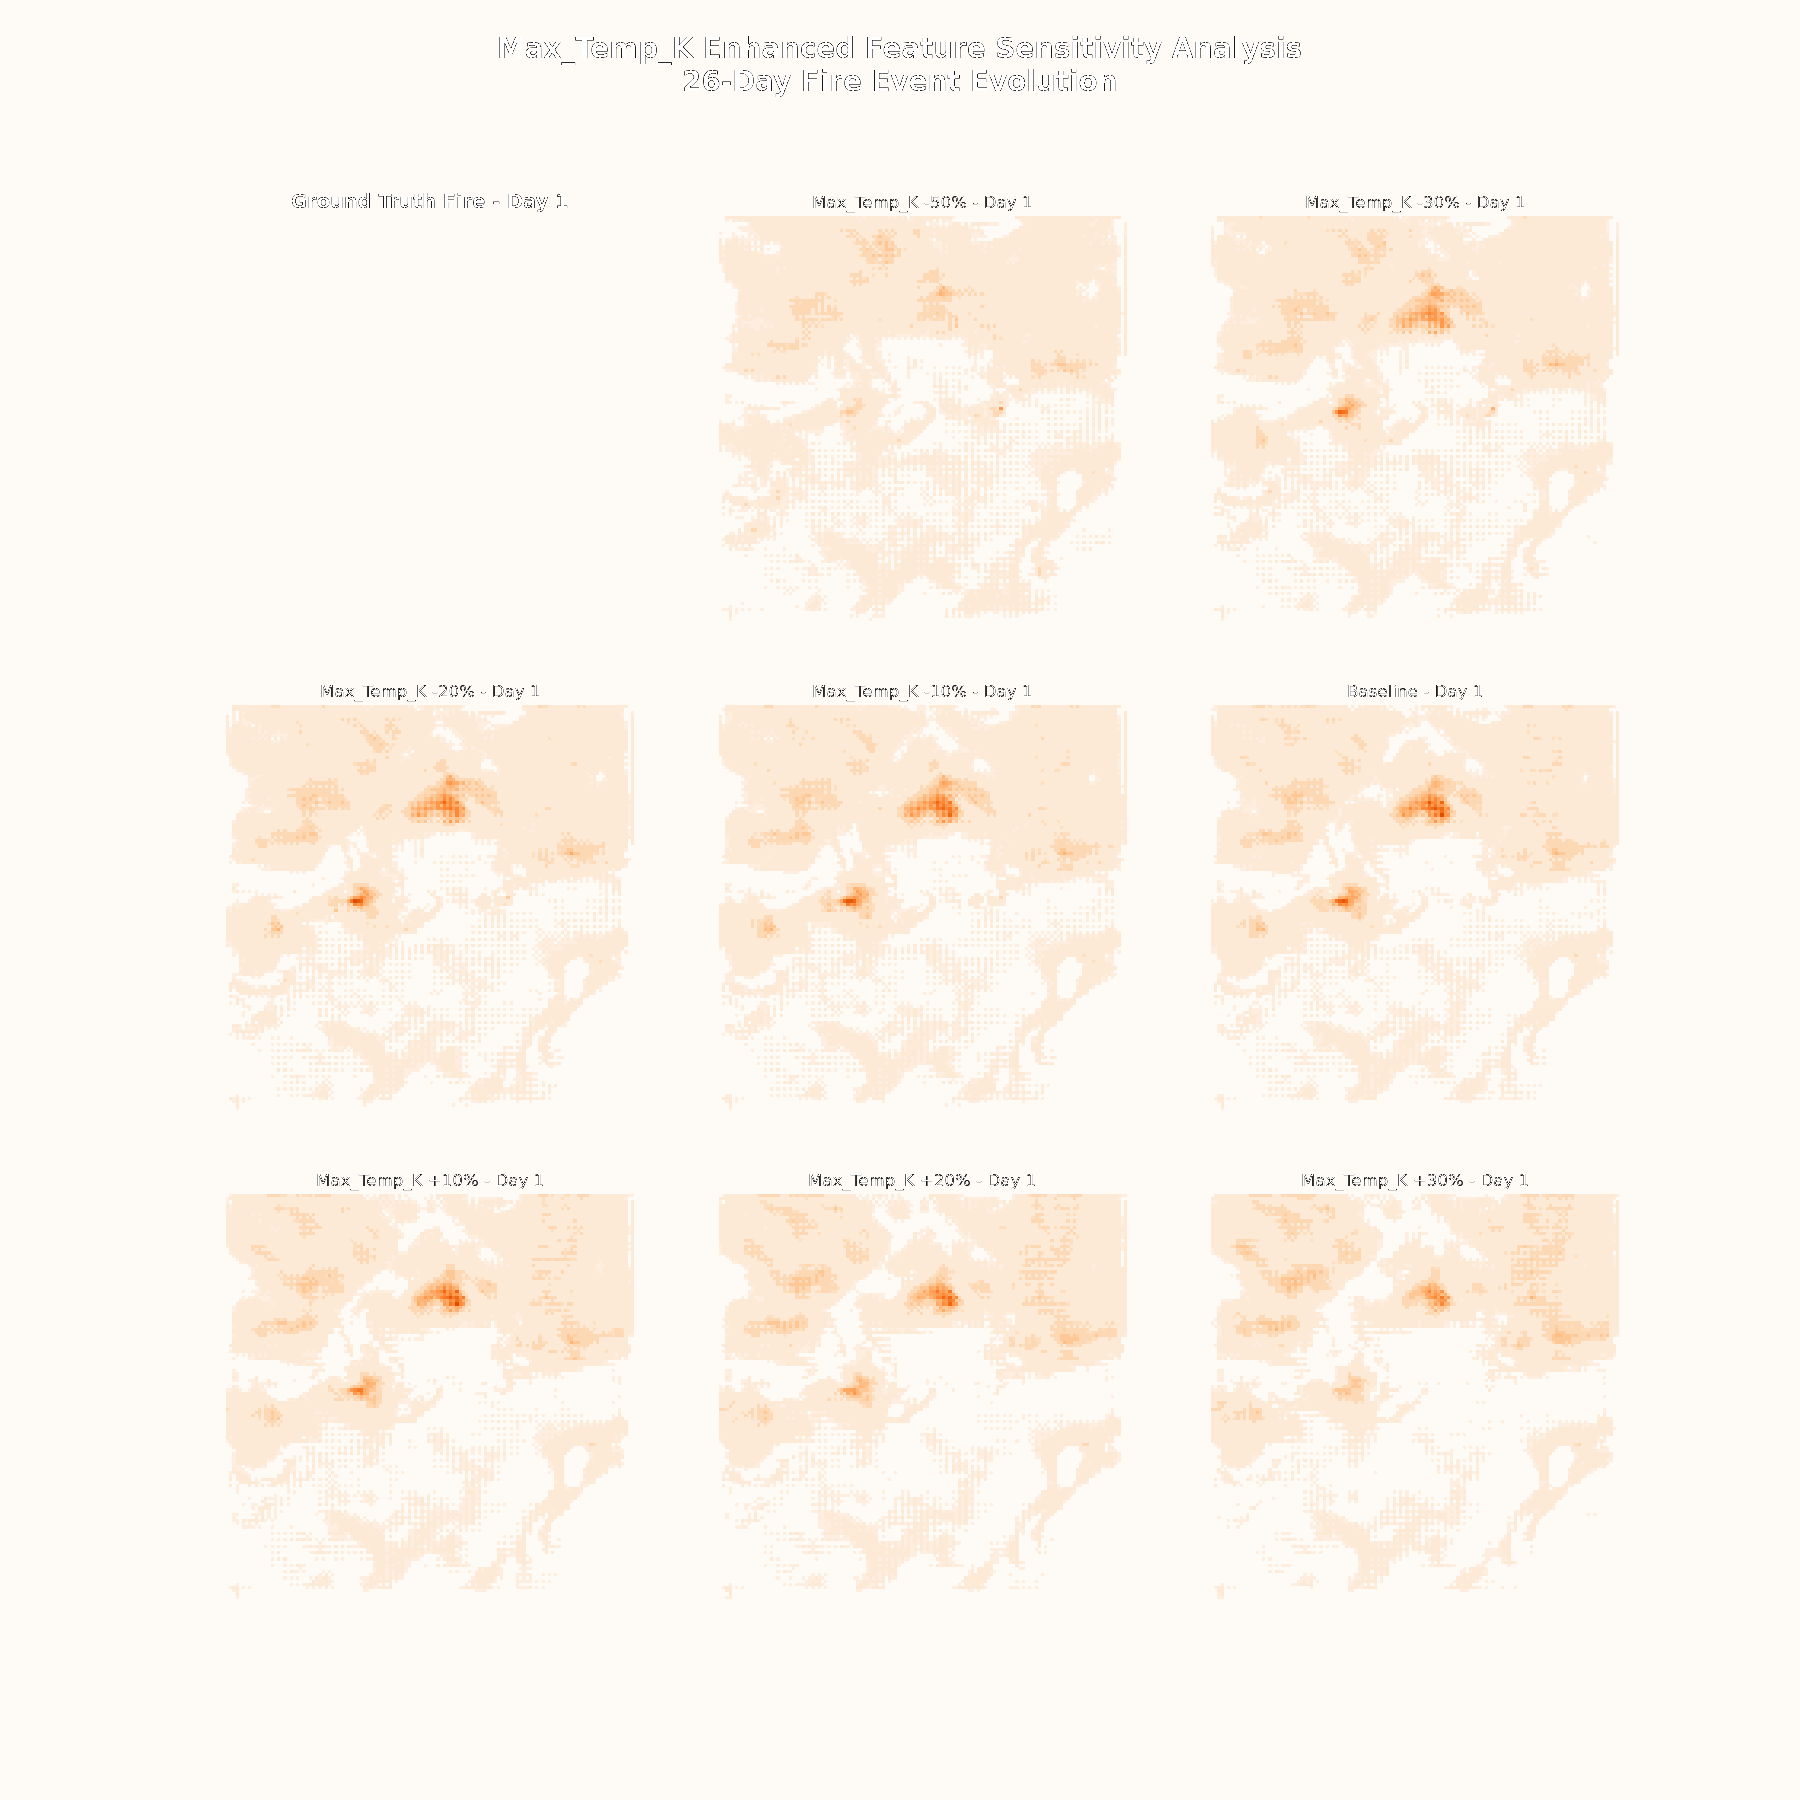 Max_Temp_K Enhanced Feature Sensitivity Analysis
26-Day Fire Event Evolution
Ground Truth Fire - Day 1
Max_Temp_K -50% - Day 1
Max_Temp_K -30% - Day 1
Max_Temp_K -20% - Day 1
Max_Temp_K -10% - Day 1
Baseline - Day 1
Max_Temp_K +10% - Day 1
Max_Temp_K +20% - Day 1
Max_Temp_K +30% - Day 1